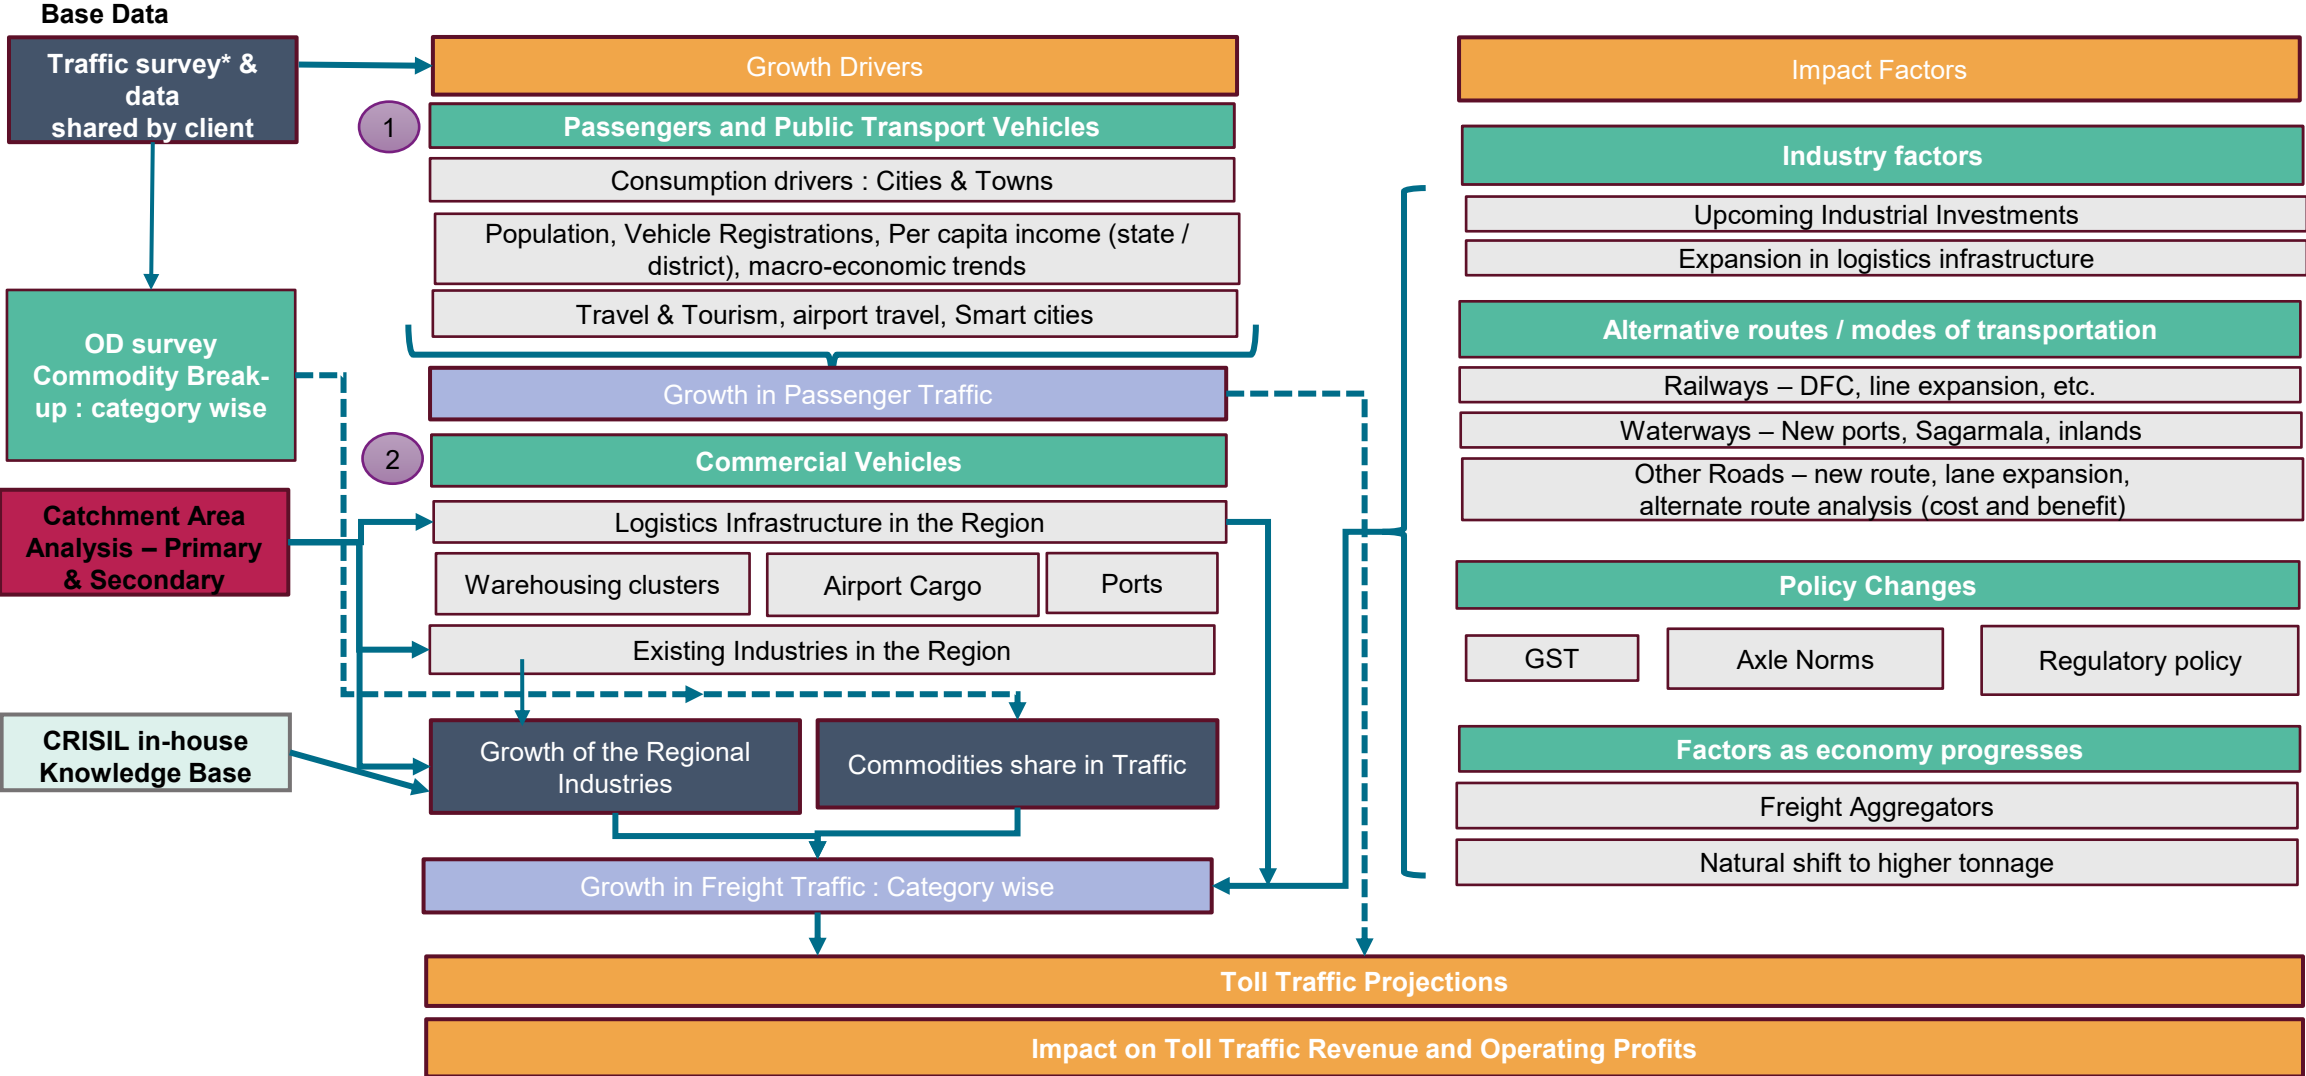 Base Data
Traffic survey* &
data
shared by client
OD survey
Commodity Break-
up : category wise
Catchment Area
Analysis – Primary
& Secondary
CRISIL in-house
Knowledge Base
Growth Drivers
1
Passengers and Public Transport Vehicles
Consumption drivers : Cities & Towns
Population, Vehicle Registrations, Per capita income (state /
district), macro-economic trends
Travel & Tourism, airport travel, Smart cities
Growth in Passenger Traffic
2
Commercial Vehicles
Logistics Infrastructure in the Region
Warehousing clusters
Airport Cargo
Ports
Existing Industries in the Region
Growth of the Regional
Industries
Commodities share in Traffic
Growth in Freight Traffic : Category wise
Impact Factors
Industry factors
Upcoming Industrial Investments
Expansion in logistics infrastructure
Alternative routes / modes of transportation
Railways – DFC, line expansion, etc.
Waterways – New ports, Sagarmala, inlands
Other Roads – new route, lane expansion,
alternate route analysis (cost and benefit)
Policy Changes
GST
Axle Norms
Regulatory policy
Factors as economy progresses
Freight Aggregators
Natural shift to higher tonnage
Toll Traffic Projections
Impact on Toll Traffic Revenue and Operating Profits